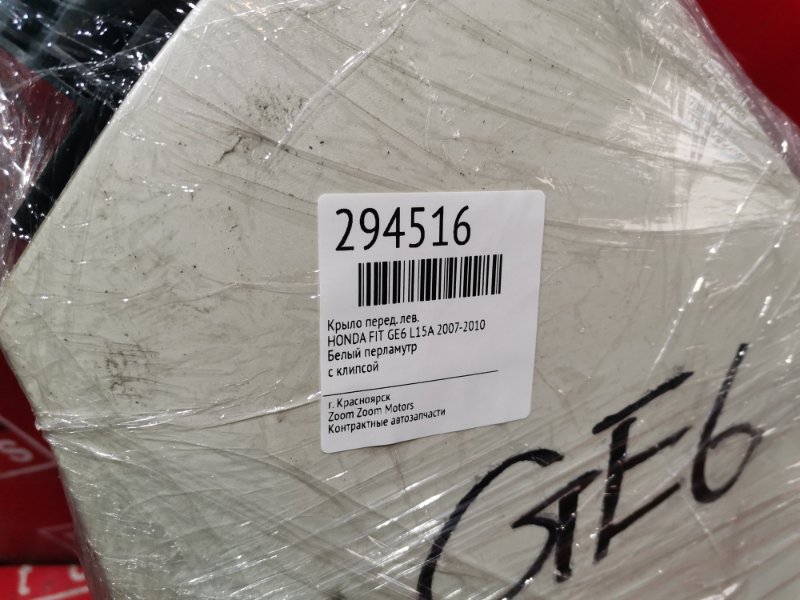 294516
Крыло перед. лев.
HONDA FIT GE6 L15A 2007-2010
Белый перламутр
с клипсой
г. Красноярск
Zoom Zoom Motors
Контрактные автозапчасти
GE6